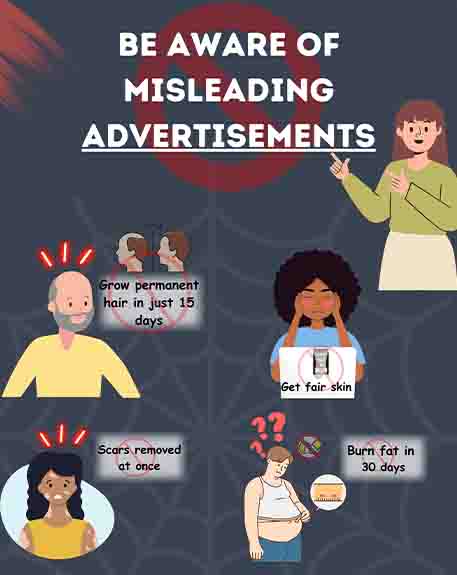 BE AWARE OF
MISLEADING
ADVERTISEMENTS
Grow permanent
hair in just 15
days
Get fair skin
Scars removed
at once
Burn fat in
30 days